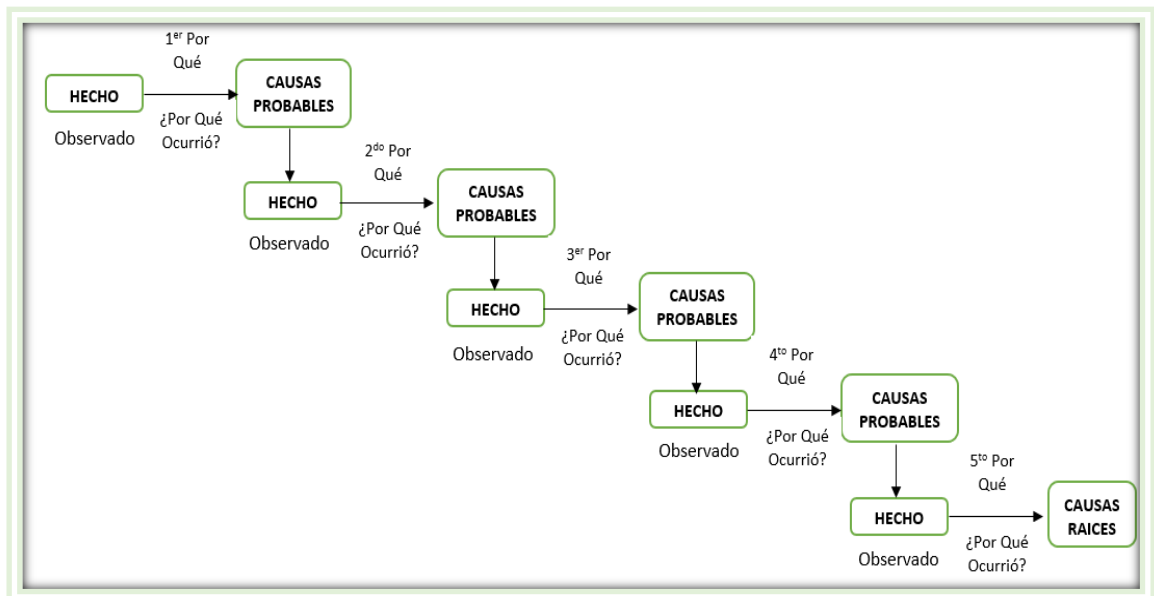 1er Por
Qué
HECHO
CAUSAS
PROBABLES
Observado
¿Por Qué
Ocurrió?
2do Por
Qué
HECHO
CAUSAS
PROBABLES
Observado
¿Por Qué
Ocurrió?
3er Por
Qué
HECHO
CAUSAS
PROBABLES
Observado
¿Por Qué
Ocurrió?
4to Por
Qué
HECHO
CAUSAS
PROBABLES
Observado
¿Por Qué
Ocurrió?
5to Por
Qué
HECHO
CAUSAS
RAICES
Observado
¿Por Qué
Ocurrió?